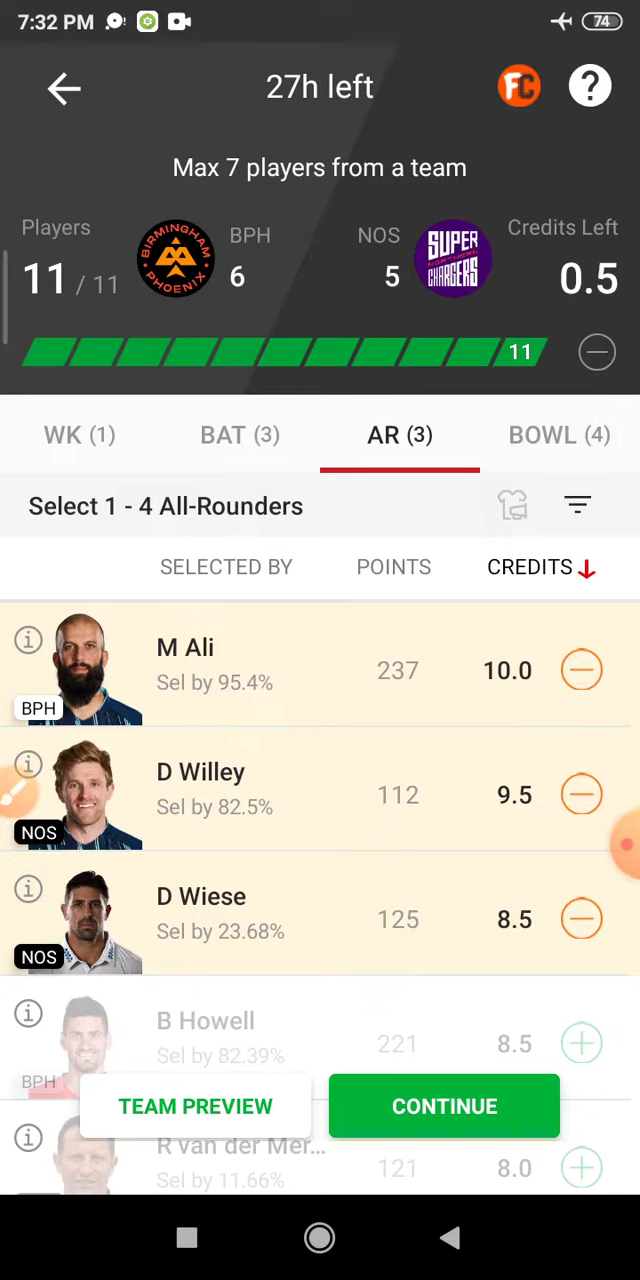 7:32 PM
74
27h left
FC
?
Max 7 players from a team
Players
11 / 11
BIRMINGHAM PHOENIX
BPH
6
NOS
5
SUPER
NORTHERN
CHARGERS
Credits Left
0.5
11
WK (1)
BAT (3)
AR (3)
BOWL (4)
Select 1 - 4 All-Rounders
SELECTED BY
POINTS
CREDITS
M Ali
Sel by 95.4%
237
10.0
BPH
D Willey
Sel by 82.5%
112
9.5
NOS
D Wiese
Sel by 23.68%
125
8.5
NOS
B Howell
Sel by 82.39%
221
8.5
BPH
TEAM PREVIEW
CONTINUE
R van der Mer...
Sel by 11.66%
121
8.0